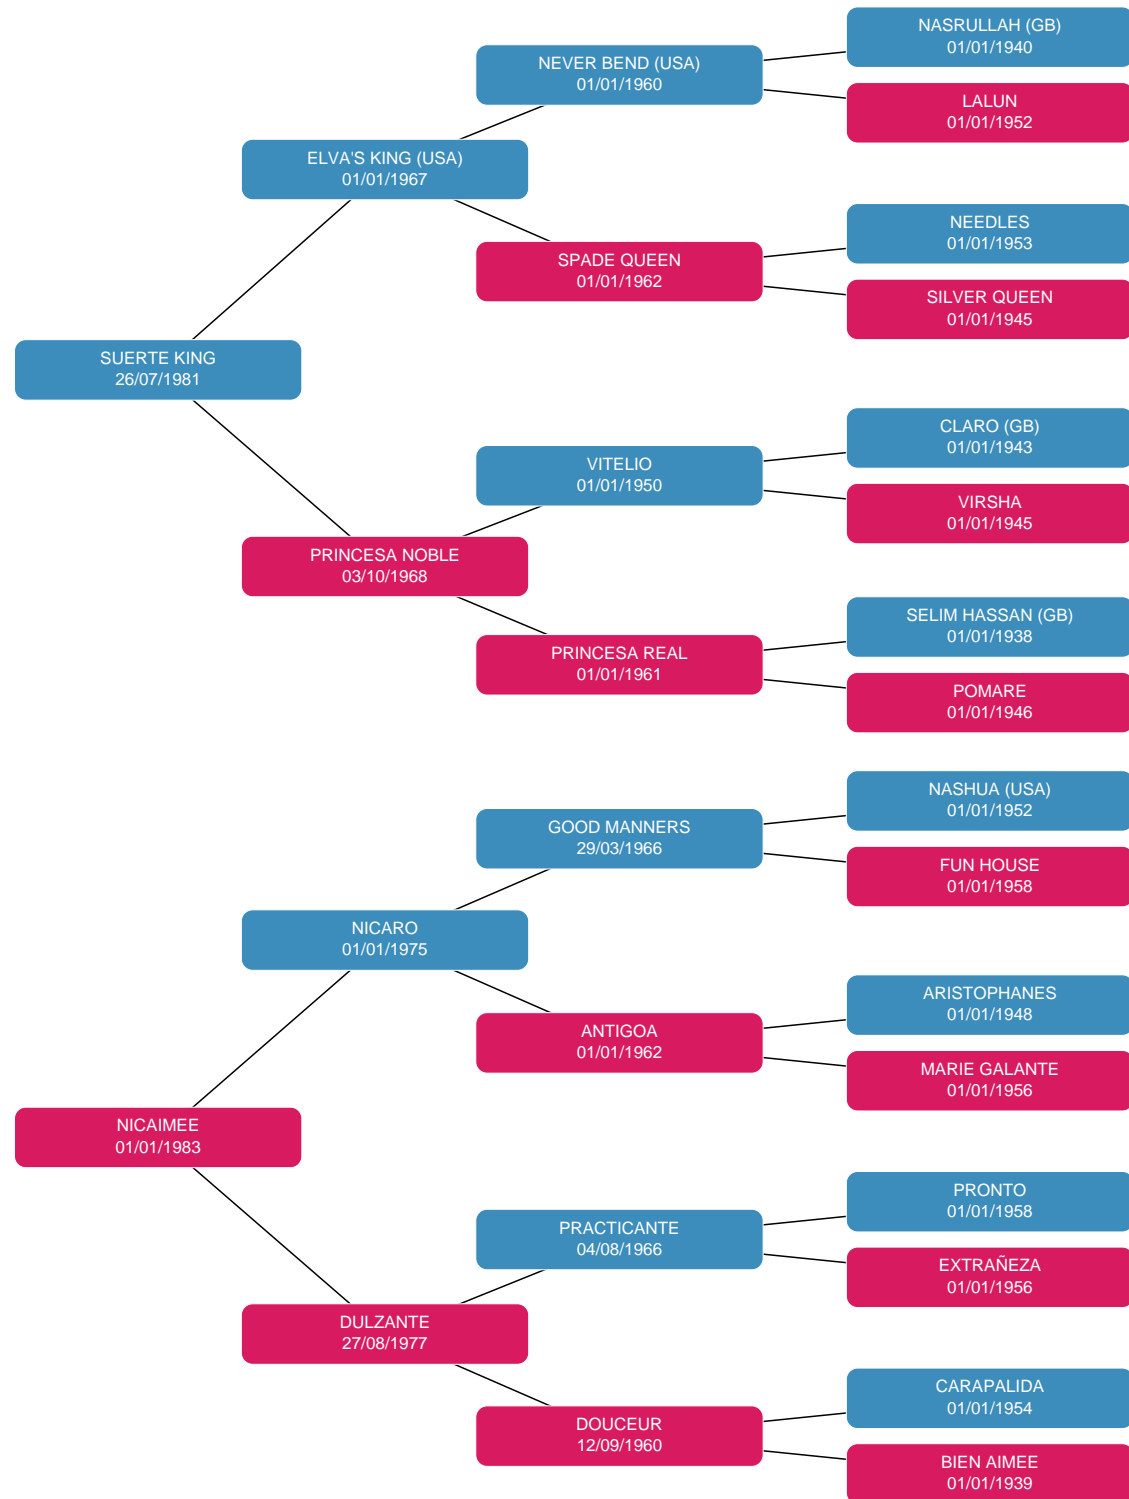 NASRULLAH (GB)
01/01/1940
NEVER BEND (USA)
01/01/1960
LALUN
01/01/1952
ELVA'S KING (USA)
01/01/1967
NEEDLES
01/01/1953
SPADE QUEEN
01/01/1962
SILVER QUEEN
01/01/1945
SUERTE KING
26/07/1981
CLARO (GB)
01/01/1943
VITELIO
01/01/1950
VIRSHA
01/01/1945
PRINCESA NOBLE
03/10/1968
SELIM HASSAN (GB)
01/01/1938
PRINCESA REAL
01/01/1961
POMARE
01/01/1946
NASHUA (USA)
01/01/1952
GOOD MANNERS
29/03/1966
FUN HOUSE
01/01/1958
NICARO
01/01/1975
ARISTOPHANES
01/01/1948
ANTIGOA
01/01/1962
MARIE GALANTE
01/01/1956
NICAIMEE
01/01/1983
PRONTO
01/01/1958
PRACTICANTE
04/08/1966
EXTRAÑEZA
01/01/1956
DULZANTE
27/08/1977
CARAPALIDA
01/01/1954
DOUCEUR
12/09/1960
BIEN AIMEE
01/01/1939